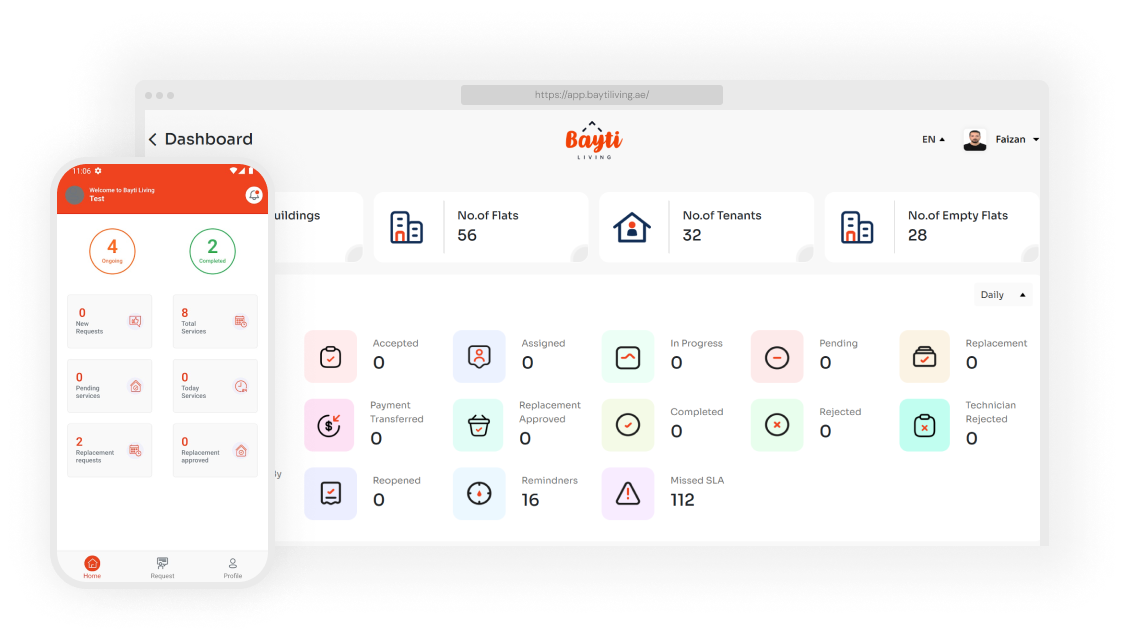 https://app.baytiliving.ae/
Dashboard
Bayti
LIVING
EN
Faizan
No.of Flats
56
No.of Tenants
32
No.of Empty Flats
28
Daily
Accepted
0
Assigned
0
In Progress
0
Pending
0
Replacement
0
Payment
Transferred
0
Replacement
Approved
0
Completed
0
Rejected
0
Technician
Rejected
0
Reopened
0
Remindners
16
Missed SLA
112
11:06
Welcome to Bayti Living
Test
4
Ongoing
2
Completed
0
New
Requests
8
Total
Services
0
Pending
services
0
Today
Services
2
Replacement
requests
0
Replacement
approved
Home
Request
Profile